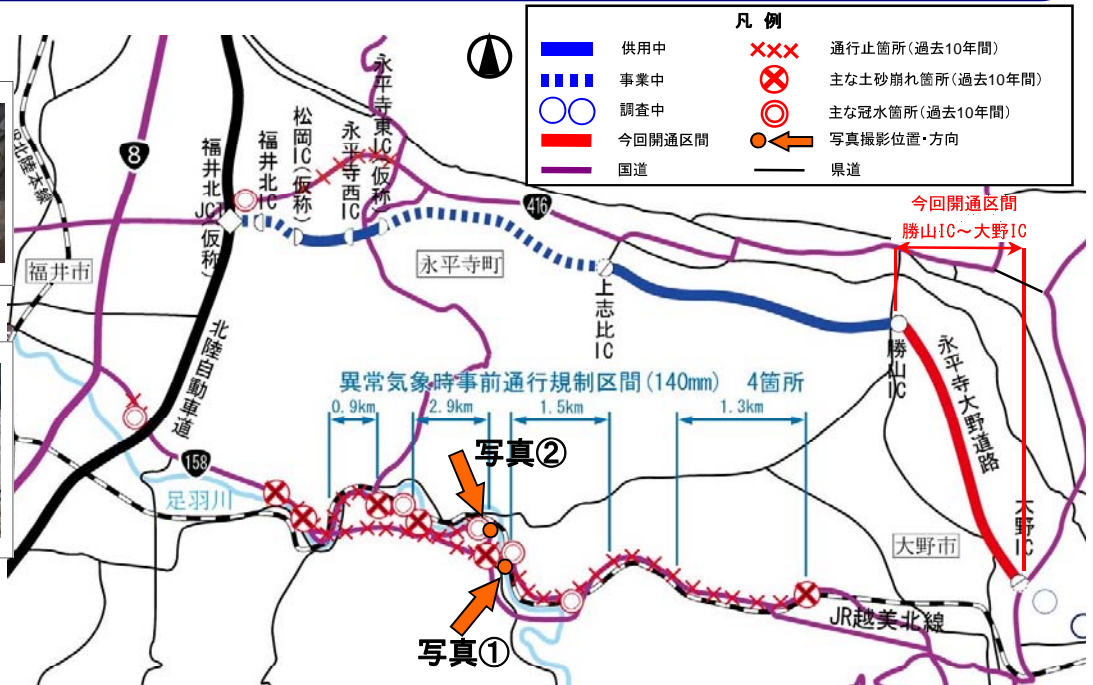 凡 例
供用中
事業中
調査中
今回開通区間
国道
通行止箇所(過去10年間)
主な土砂崩れ箇所(過去10年間)
主な冠水箇所(過去10年間)
写真撮影位置・方向
県道
8
福井北JCT(仮称)
福井北IC
松岡IC(仮称)
永平寺西IC
永平寺東IC(仮称)
416
今回開通区間
勝山IC~大野IC
福井市
永平寺町
上志比IC
勝山IC
永平寺大野道路
北陸自動車道
異常気象時事前通行規制区間(140mm) 4箇所
0.9km
2.9km
1.5km
1.3km
写真②
158
足羽川
大野市
大野IC
JR越美北線
写真①